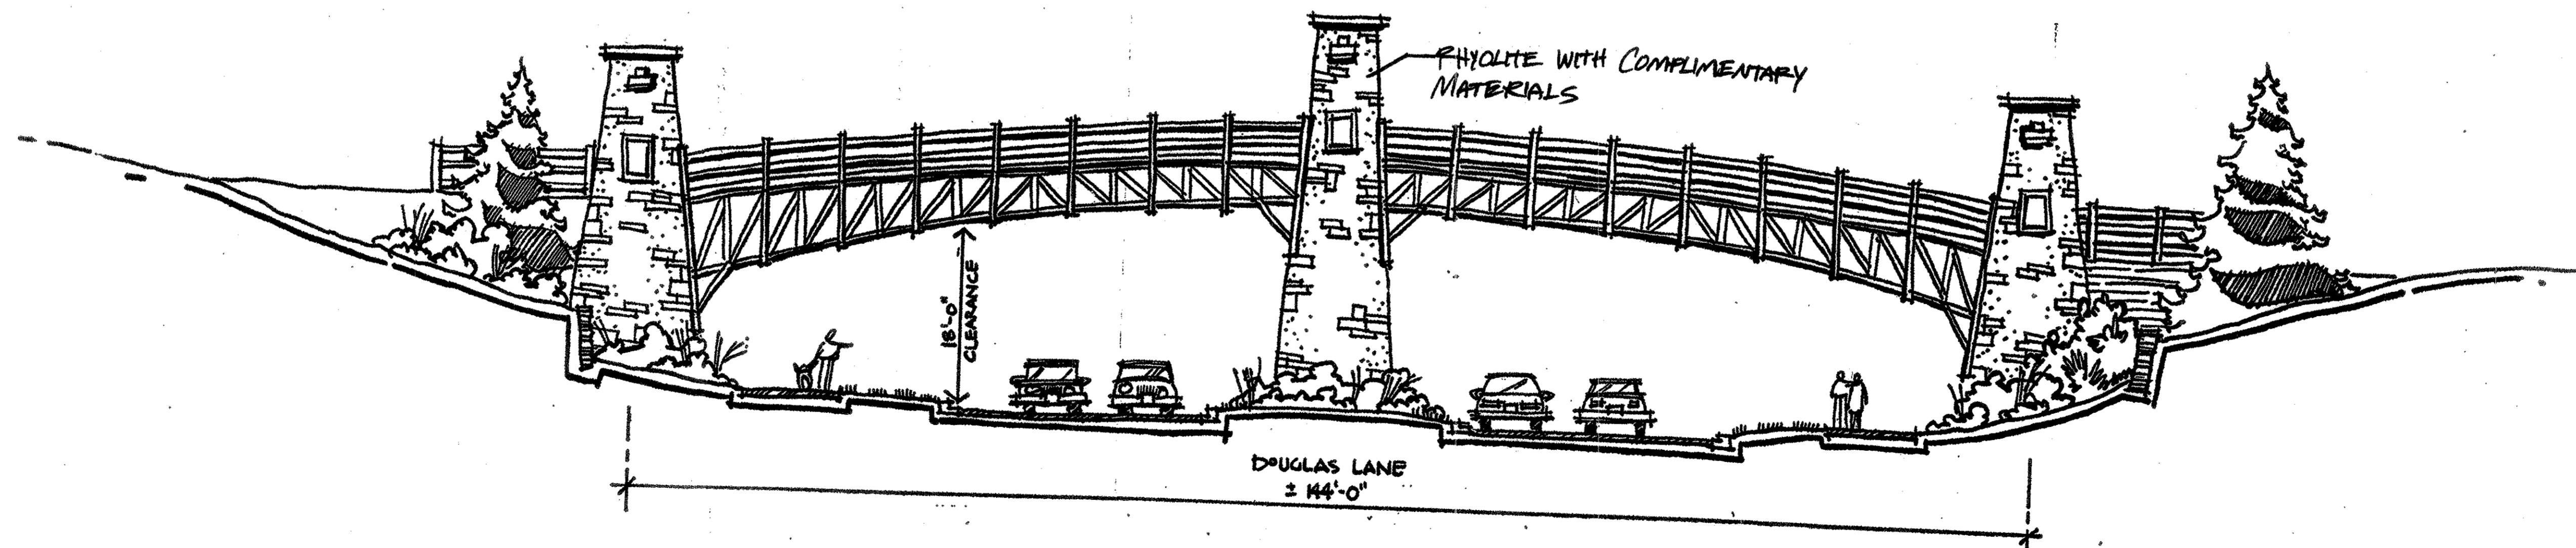 RHYOLITE WITH COMPLIMENTARY
MATERIALS
18'-0"
CLEARANCE
DOUGLAS LANE
± 144'-0"